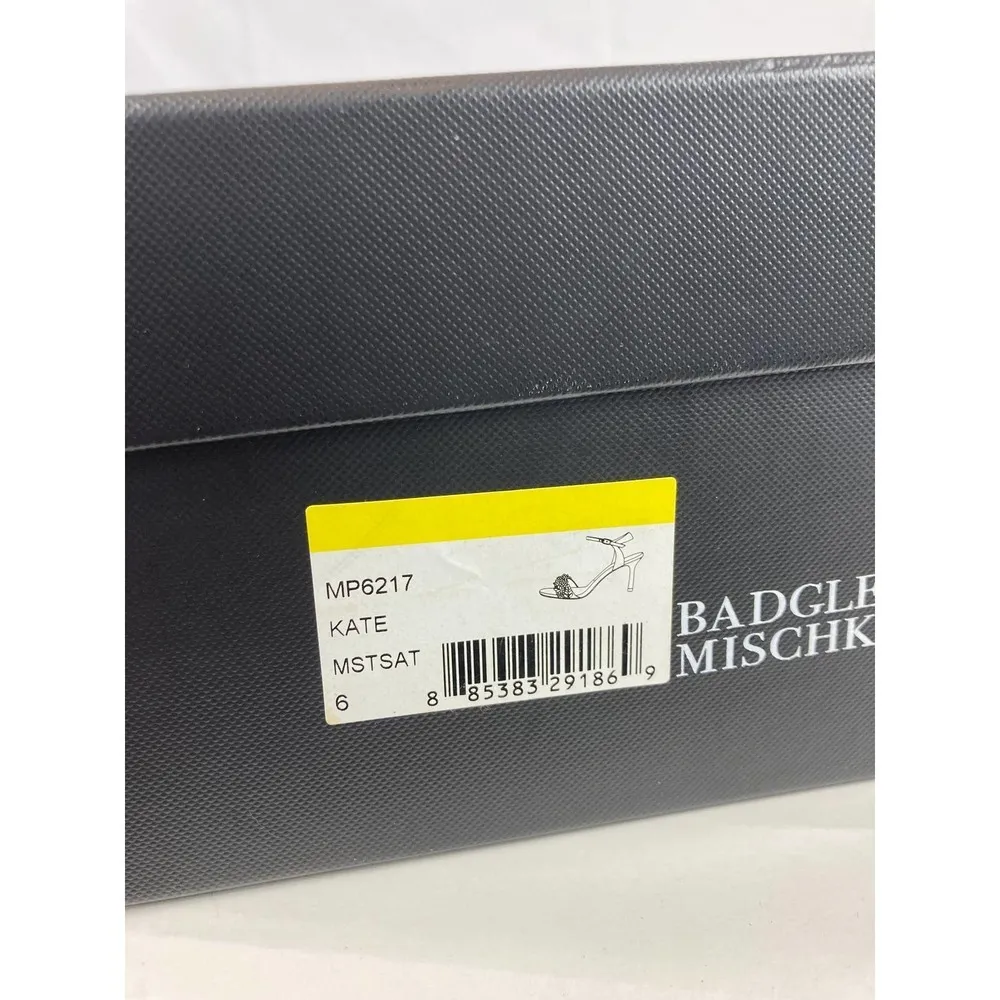 MP6217
KATE
MSTSAT
6
8 85383 29186 9
BADGLE
MISCHK